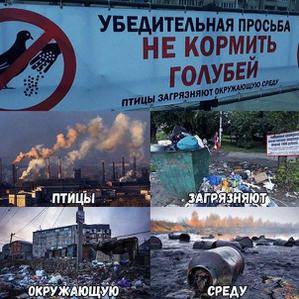 УБЕДИТЕЛЬНАЯ ПРОСЬБА
НЕ КОРМИТЬ
ГОЛУБЕЙ
ПТИЦЫ ЗАГРЯЗНЯЮТ ОКРУЖАЮЩУЮ СРЕДУ
ПТИЦЫ
ЗАГРЯЗНЯЮТ
ОКРУЖАЮЩУЮ
СРЕДУ